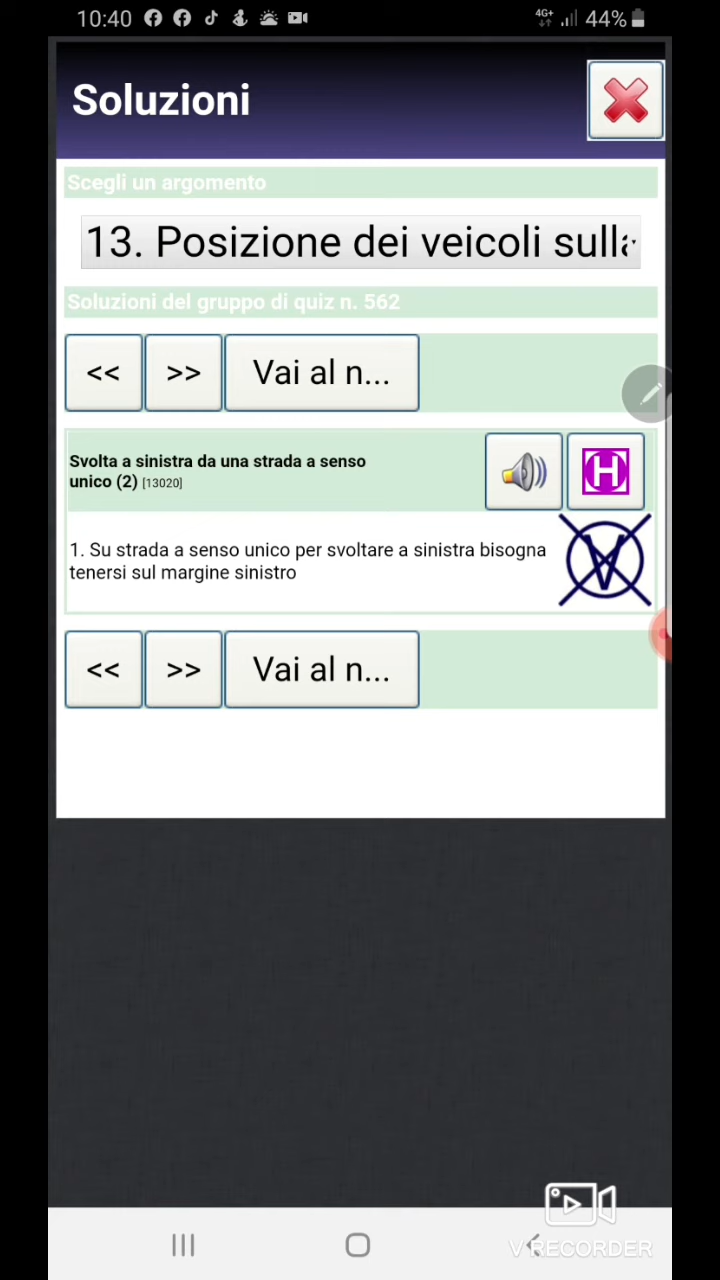 10:40
4G+
44%
Soluzioni
Scegli un argomento
13. Posizione dei veicoli sulla
Soluzioni del gruppo di quiz n. 562
<< >> Vai al n...
Svolta a sinistra da una strada a senso
unico (2) [13020]
H
1. Su strada a senso unico per svoltare a sinistra bisogna
tenersi sul margine sinistro
V
<< >> Vai al n...
V RECORDER